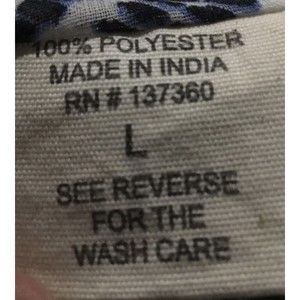 100% POLYESTER
MADE IN INDIA
RN # 137360
L
SEE REVERSE
FOR THE
WASH CARE